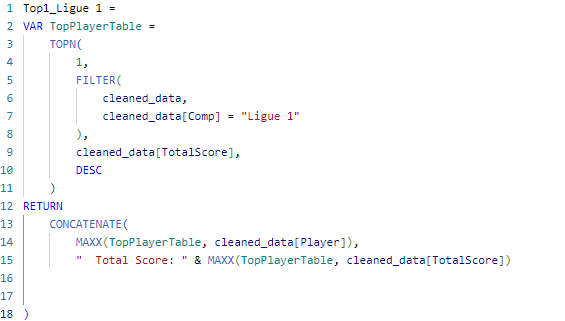 1 Top1_Ligue 1 =
2 VAR TopPlayerTable =
3 TOPN(
4 1,
5 FILTER(
6 cleaned_data,
7 cleaned_data[Comp] = "Ligue 1"
8 ),
9 cleaned_data[TotalScore],
10 DESC
11 )
12 RETURN
13 CONCATENATE(
14 MAXX(TopPlayerTable, cleaned_data[Player]),
15 "  Total Score: " & MAXX(TopPlayerTable, cleaned_data[TotalScore])
16
17
18 )